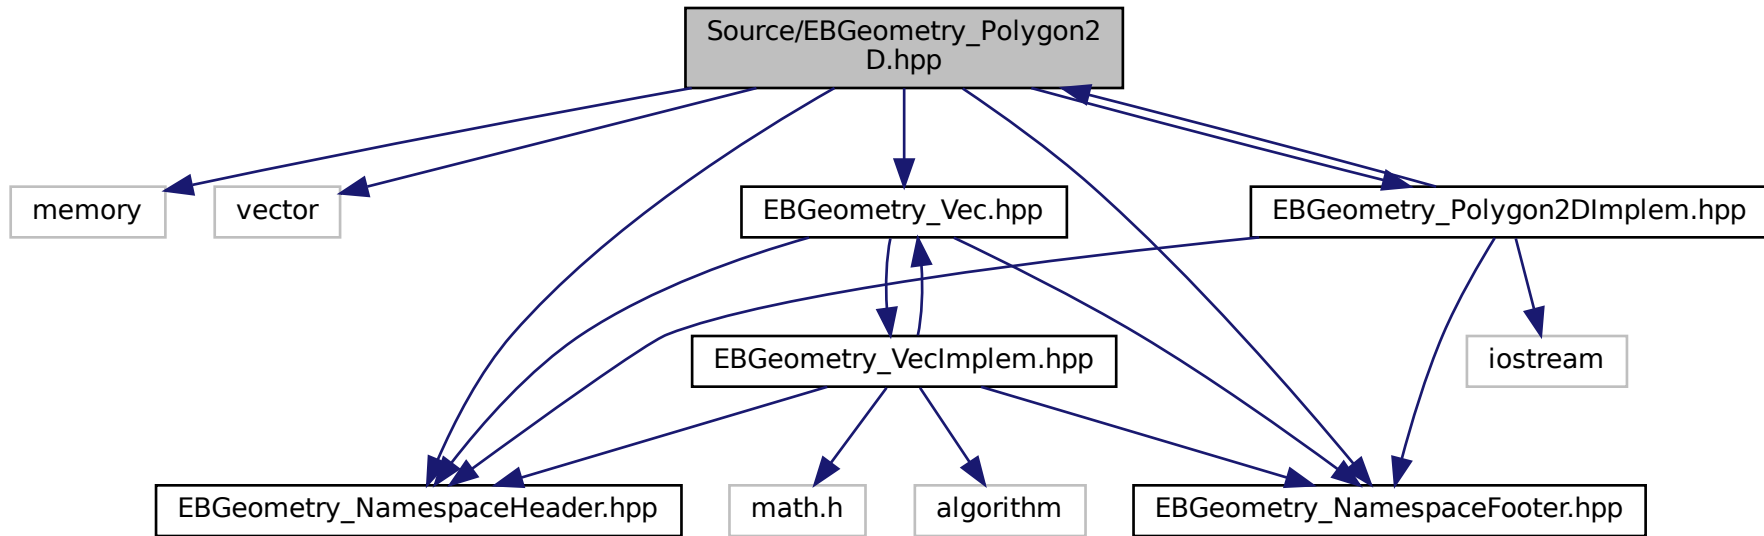 Source/EBGeometry_Polygon2
D.hpp
memory
vector
EBGeometry_Vec.hpp
EBGeometry_Polygon2DImplem.hpp
EBGeometry_VecImplem.hpp
iostream
EBGeometry_NamespaceHeader.hpp
math.h
algorithm
EBGeometry_NamespaceFooter.hpp